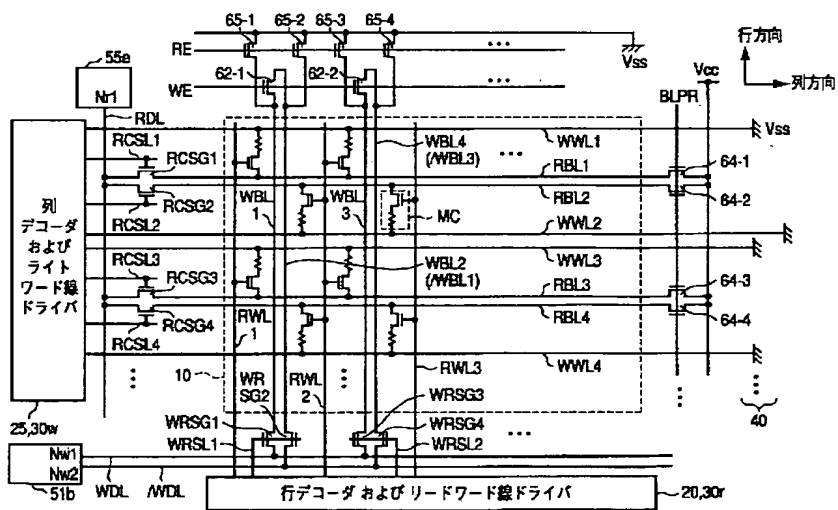 65-1 65-2 65-3 65-4
RE
Vss
行方向
Vcc
列方向
55e
62-1 62-2
WE
BLPR
Nr1
RDL
WBL4
(/WBL3)
WWL1
Vss
RCSL1
RCSG1
RBL1
64-1
RBL2
64-2
列
デコーダ
および
ライト
ワード線
ドライバ
RCSG2
WBL
1
WBL
3
MC
WWL2
RCSL2
WWL3
RCSL3
RCSG3
WBL2
(/WBL1)
RBL3
64-3
RCSG4
RWL
1
RBL4
64-4
RCSL4
RWL3
WWL4
10
WR
SG2
RWL
2
WRSG3
40
25,30w
WRSG1
WRSG4
WRSL1
WRSL2
Nw1
Nw2
51b
WDL
/WDL
行デコーダ および リードワード線ドライバ
20,30r